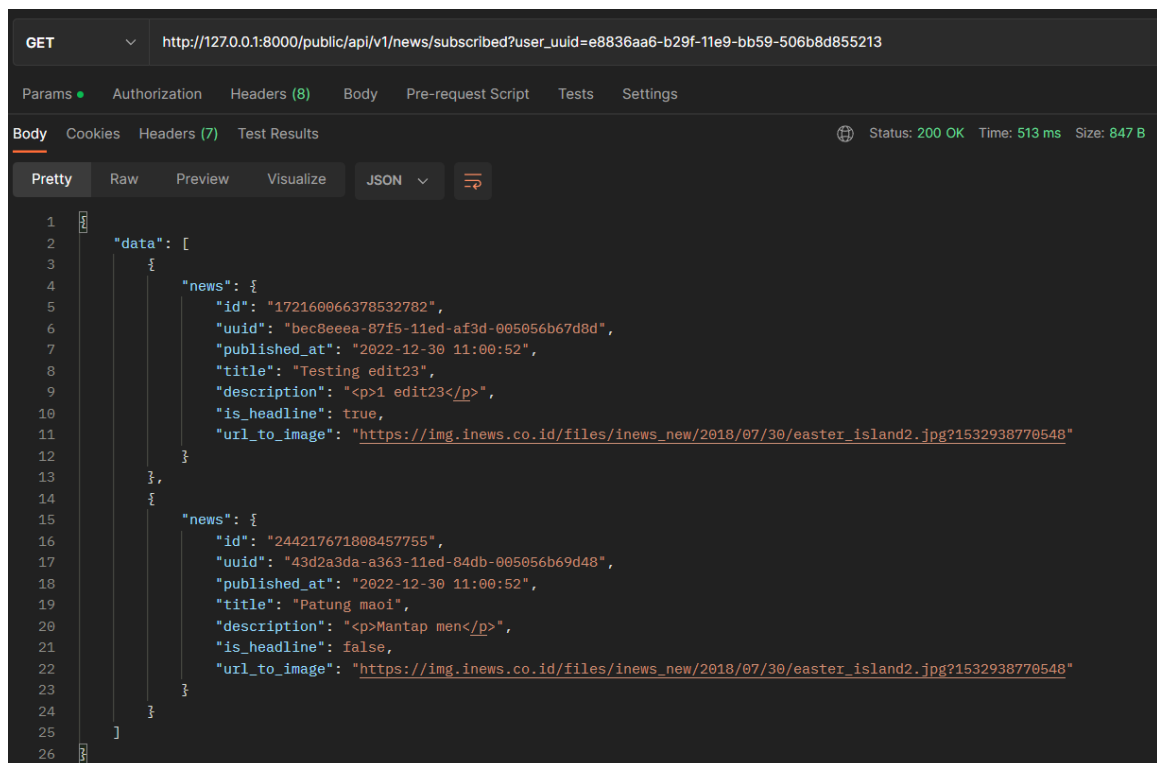 GET http://127.0.0.1:8000/public/api/v1/news/subscribed?user_uuid=e8836aa6-b29f-11e9-bb59-506b8d855213
Params Authorization Headers (8) Body Pre-request Script Tests Settings
Body Cookies Headers (7) Test Results Status: 200 OK Time: 513 ms Size: 847 B
Pretty Raw Preview Visualize JSON
1 {
2 "data": [
3 {
4 "news": {
5 "id": "172160066378532782",
6 "uuid": "bec8eeea-87f5-11ed-af3d-005056b67d8d",
7 "published_at": "2022-12-30 11:00:52",
8 "title": "Testing edit23",
9 "description": "<p>1 edit23</p>",
10 "is_headline": true,
11 "url_to_image": "https://img.inews.co.id/files/inews_new/2018/07/30/easter_island2.jpg?1532938770548"
12 }
13 },
14 {
15 "news": {
16 "id": "244217671808457755",
17 "uuid": "43d2a3da-a363-11ed-84db-005056b69d48",
18 "published_at": "2022-12-30 11:00:52",
19 "title": "Patung maoi",
20 "description": "<p>Mantap men</p>",
21 "is_headline": false,
22 "url_to_image": "https://img.inews.co.id/files/inews_new/2018/07/30/easter_island2.jpg?1532938770548"
23 }
24 }
25 ]
26 }